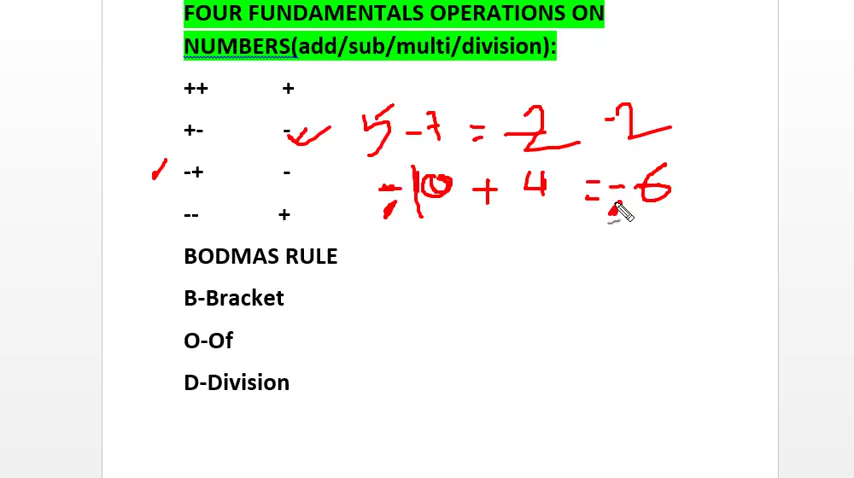 FOUR FUNDAMENTALS OPERATIONS ON
NUMBERS(add/sub/multi/division):
++ +
+- - 5 - 7 = 2 -2
-+ - -10 + 4 = -6
-- +
BODMAS RULE
B-Bracket
O-Of
D-Division